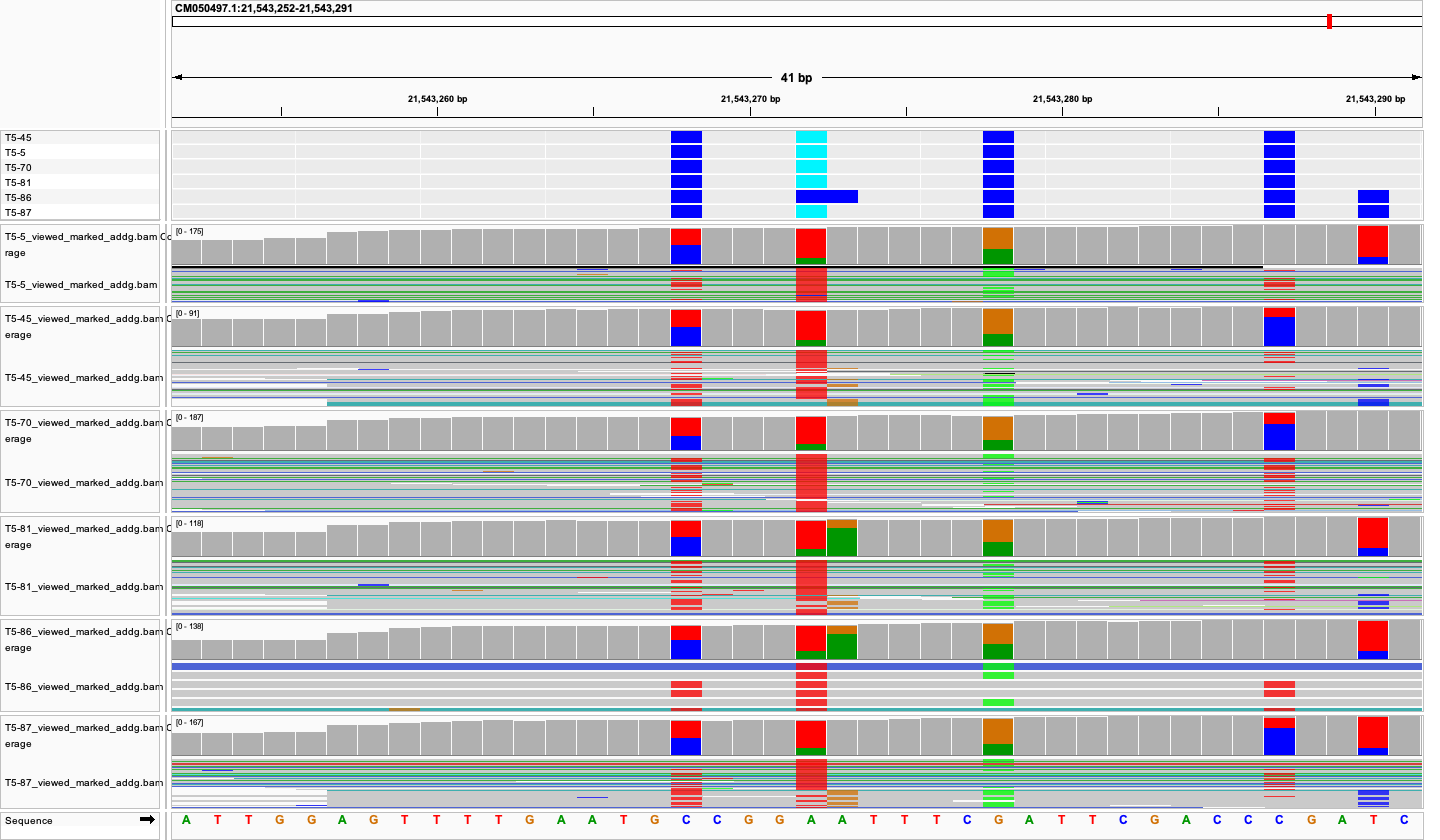 CM050497.1:21,543,252-21,543,291
41 bp
21,543,260 bp 21,543,270 bp 21,543,280 bp 21,543,290 bp
T5-45
T5-5
T5-70
T5-81
T5-86
T5-87
T5-5_viewed_marked_addg.bam Co
rage
[0 - 175]
T5-5_viewed_marked_addg.bam
T5-45_viewed_marked_addg.bam C
erage
[0 - 91]
T5-45_viewed_marked_addg.bam
T5-70_viewed_marked_addg.bam C
erage
[0 - 187]
T5-70_viewed_marked_addg.bam
T5-81_viewed_marked_addg.bam C
erage
[0 - 118]
T5-81_viewed_marked_addg.bam
T5-86_viewed_marked_addg.bam C
erage
[0 - 138]
T5-86_viewed_marked_addg.bam
T5-87_viewed_marked_addg.bam C
erage
[0 - 167]
T5-87_viewed_marked_addg.bam
Sequence A T T G G A G T T T T G A A T G C C G G A A T T T C G A T T C G A C C C G A T C